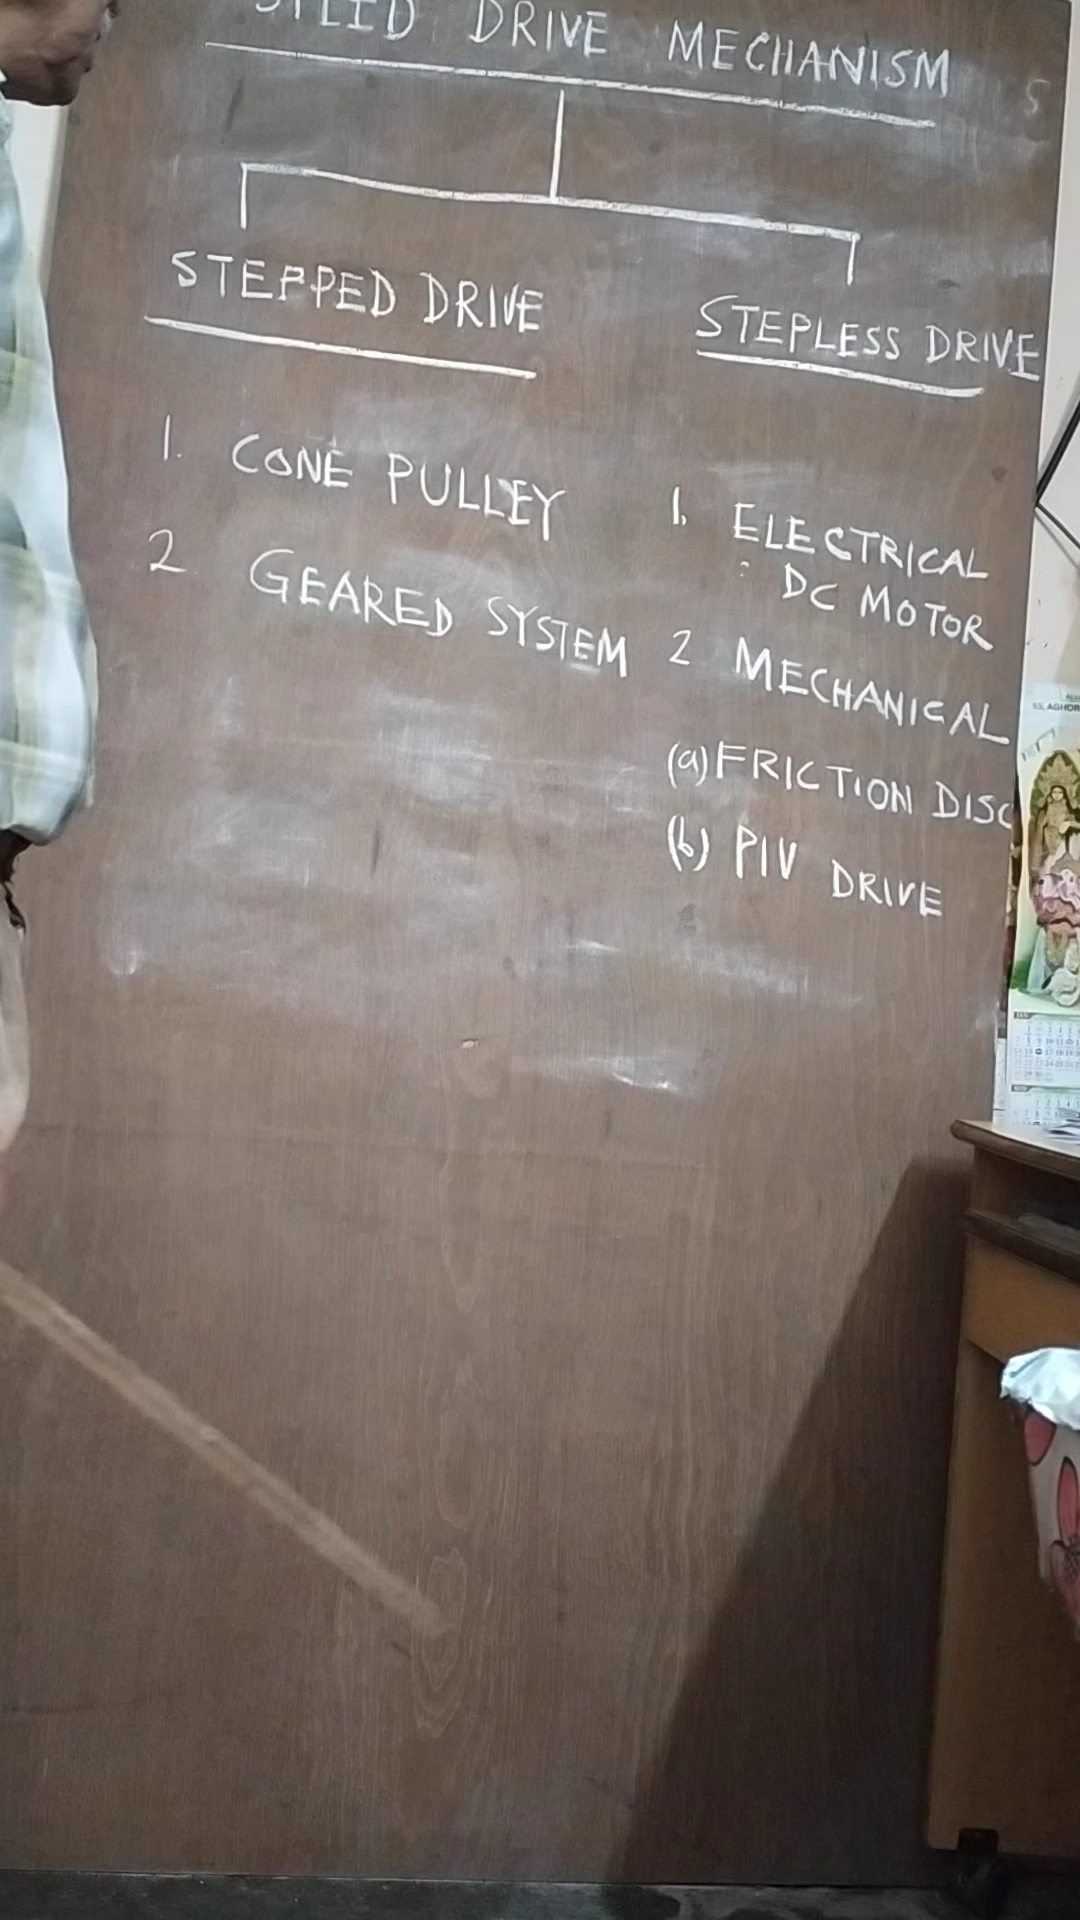 SPEED DRIVE MECHANISM
STEPPED DRIVE
1. CONE PULLEY
2 GEARED SYSTEM
STEPLESS DRIVE
1. ELECTRICAL
: DC MOTOR
2 MECHANICAL
(a) FRICTION DISC
(b) PIV DRIVE